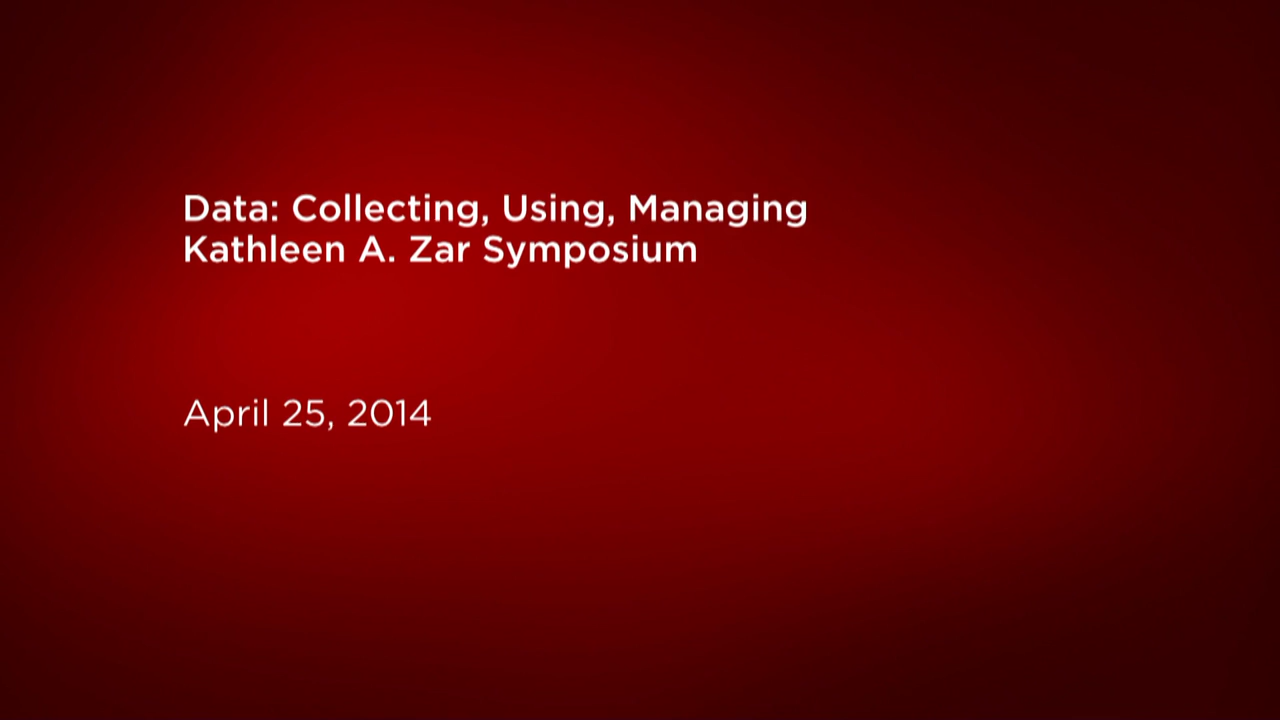 Data: Collecting, Using, Managing
Kathleen A. Zar Symposium
April 25, 2014